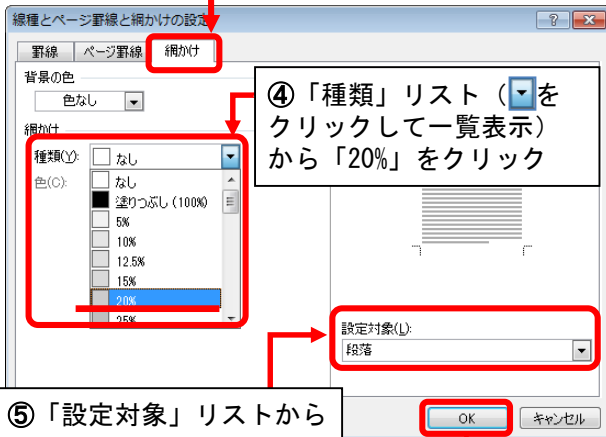 線種とページ罫線と網かけの設定
罫線 ページ罫線 網かけ
背景の色
色なし
④「種類」リスト（▼を
クリックして一覧表示）
から「20%」をクリック
網かけ
種類(Y): なし
色(C): なし
塗りつぶし (100%)
5%
10%
12.5%
15%
20%
25%
設定対象(L):
段落
⑤「設定対象」リストから
OK キャンセル